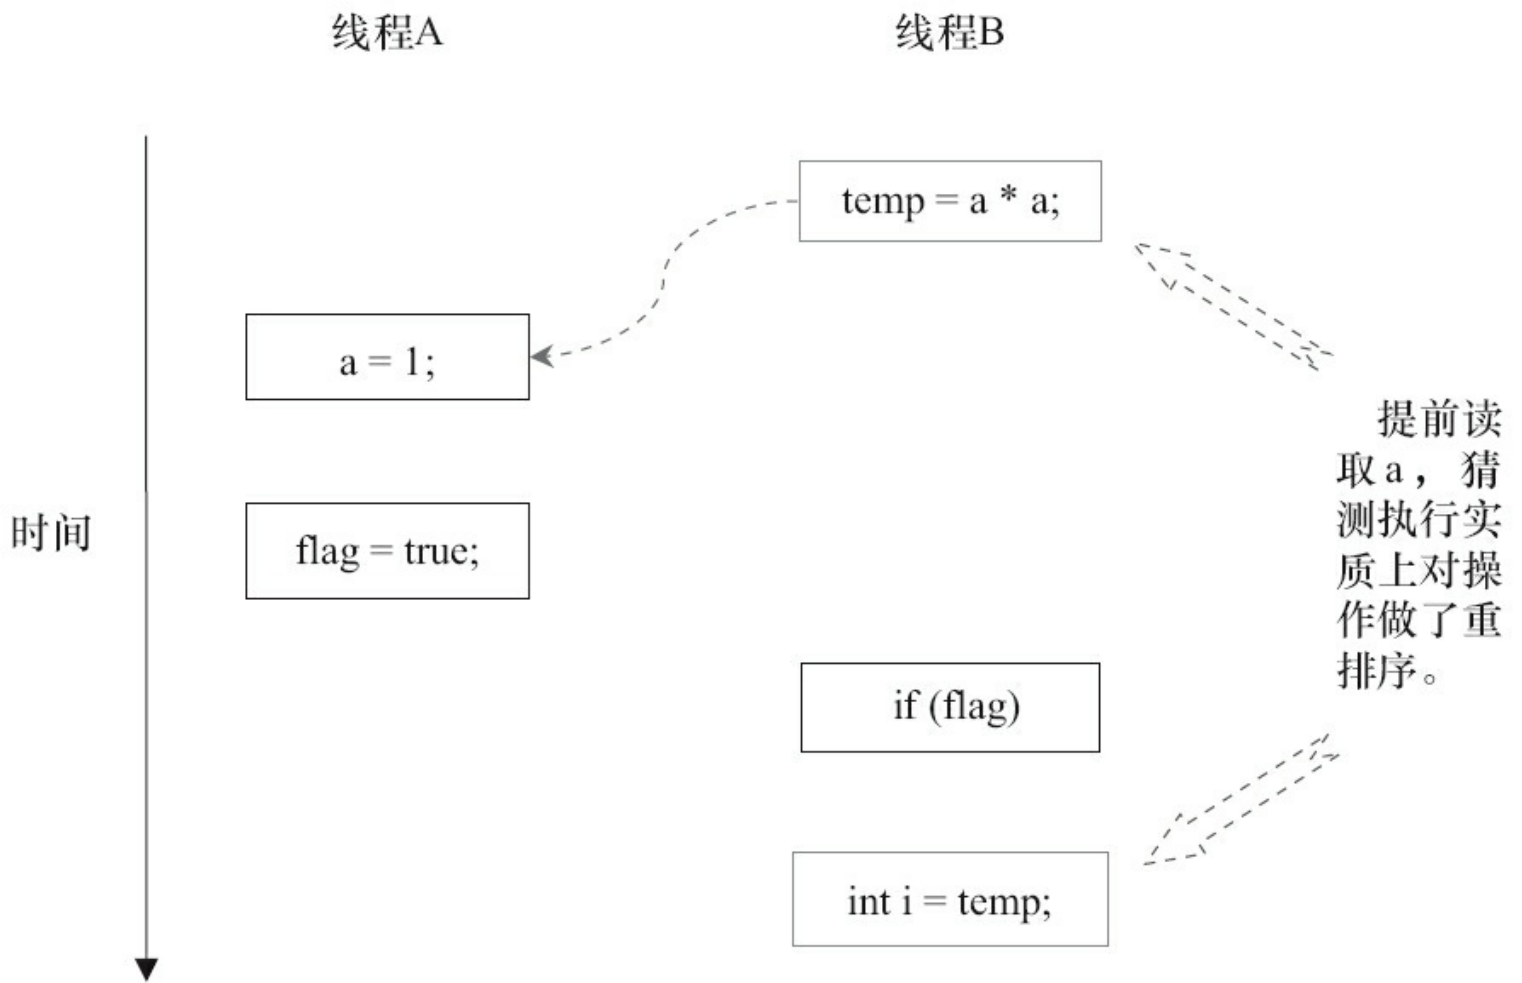 线程A
线程B
temp = a * a;
a = 1;
提前读
取a，猜
测执行实
质上对操
作做了重
排序。
时间
flag = true;
if (flag)
int i = temp;